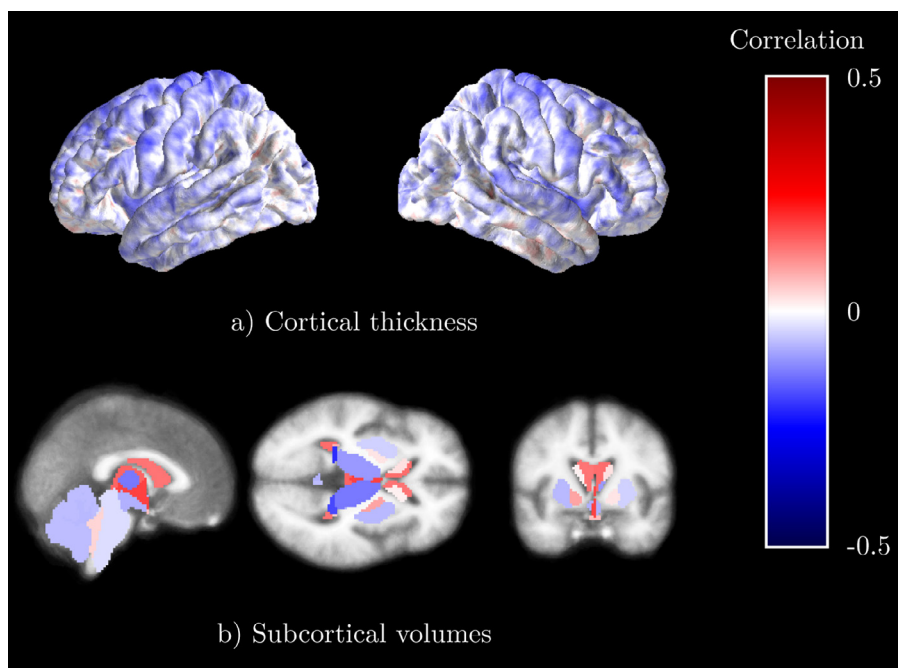 Correlation
0.5
a) Cortical thickness
0
-0.5
b) Subcortical volumes